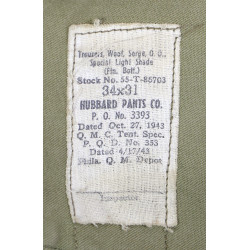 Trousers, Wool, Serge, O. D.,
Special Light Shade
(Fin. Bott.)
Stock No. 55-T-85703
34x31
HUBBARD PANTS CO.
P. O. No. 3393
Dated Oct. 27, 1943
Q. M. C. Tent. Spec.
P. Q. D. No. 353
Dated 4/17/43
Phila. Q. M. Depot
Inspector